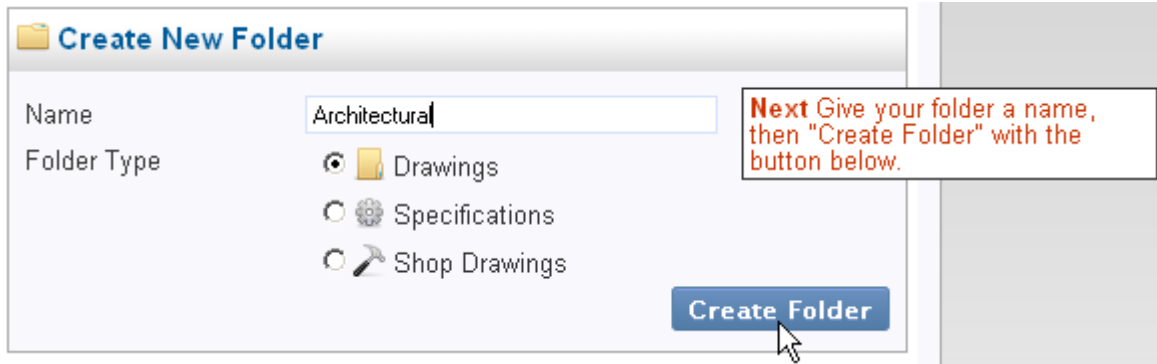 Create New Folder
Name
Architectural
Next Give your folder a name,
then "Create Folder" with the
button below.
Folder Type
Drawings
Specifications
Shop Drawings
Create Folder